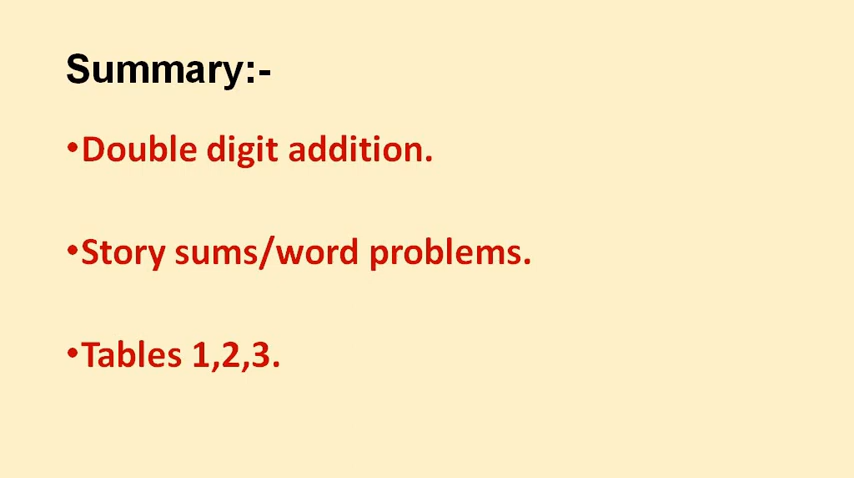 Summary:-
•Double digit addition.
•Story sums/word problems.
•Tables 1,2,3.